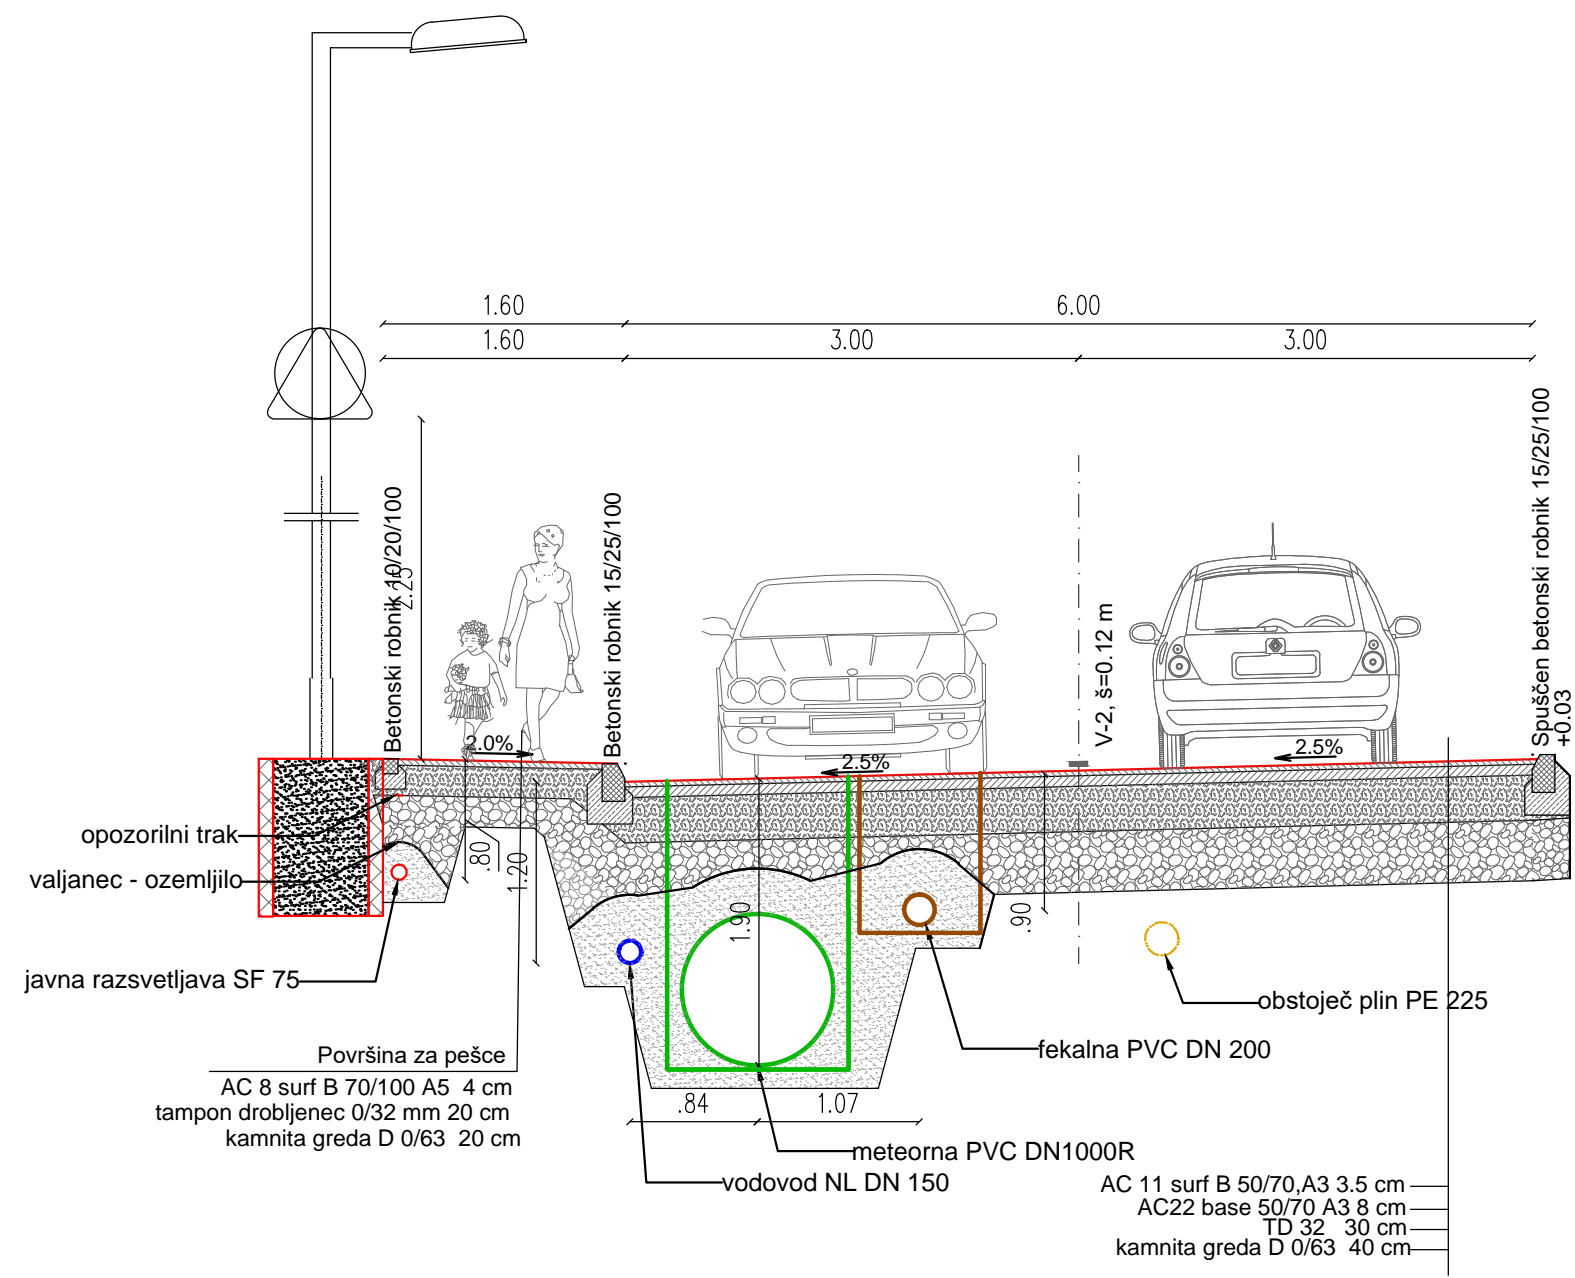 1.60
6.00
1.60
3.00
3.00
Betonski robnik 10/20/100
2.25
Betonski robnik 15/25/100
V-2, š=0.12 m
Spuščen betonski robnik 15/25/100
+0.03
2.0%
2.5%
2.5%
opozorilni trak
valjanec - ozemljilo
javna razsvetljava SF 75
.80
1.20
1.90
.90
obstoječ plin PE 225
fekalna PVC DN 200
Površina za pešce
AC 8 surf B 70/100 A5 4 cm
tampon drobljenec 0/32 mm 20 cm
kamnita greda D 0/63 20 cm
.84
1.07
meteorna PVC DN1000R
vodovod NL DN 150
AC 11 surf B 50/70,A3 3.5 cm
AC22 base 50/70 A3 8 cm
TD 32 30 cm
kamnita greda D 0/63 40 cm